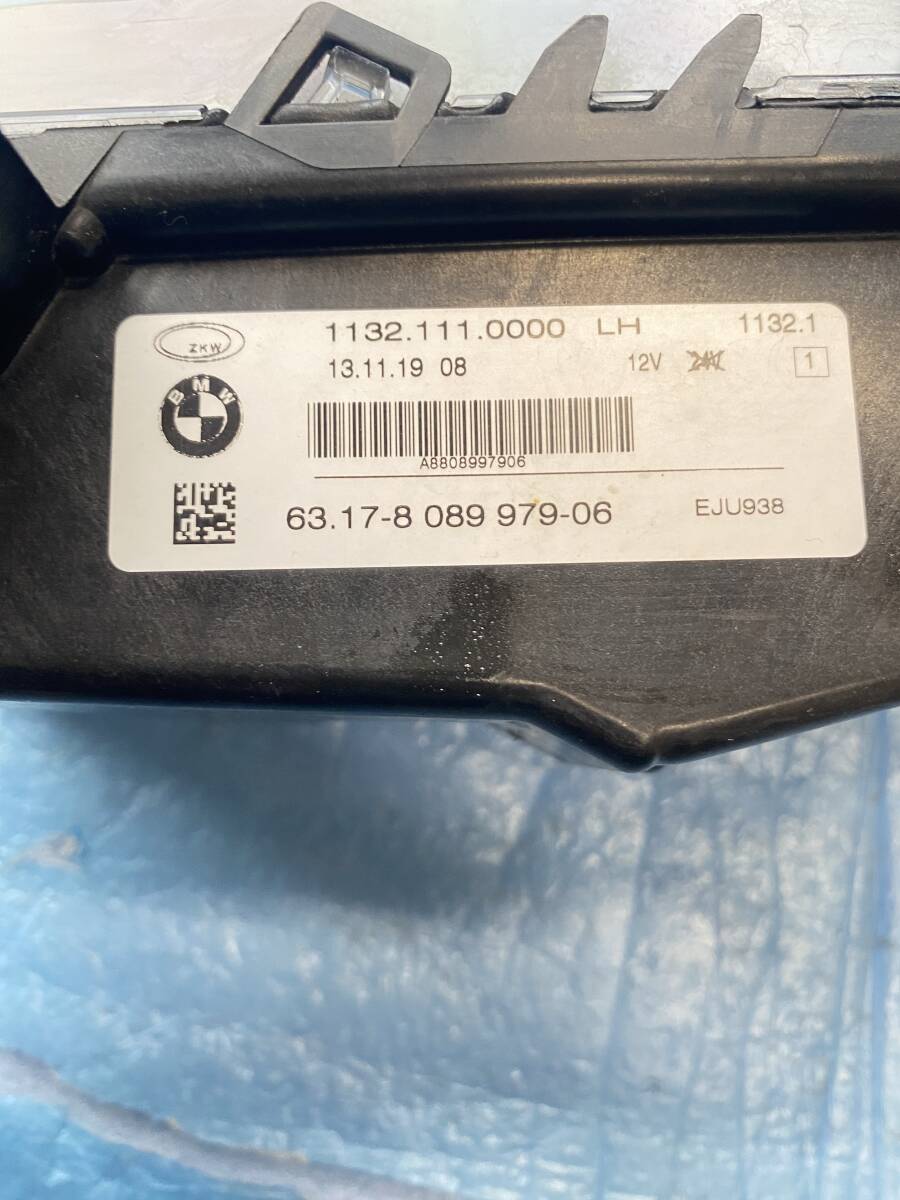 1132.111.0000 LH 1132.1
ZKW
13.11.19 08 12V 24V 1
BMW
A8808997906
63.17-8 089 979-06 EJU938